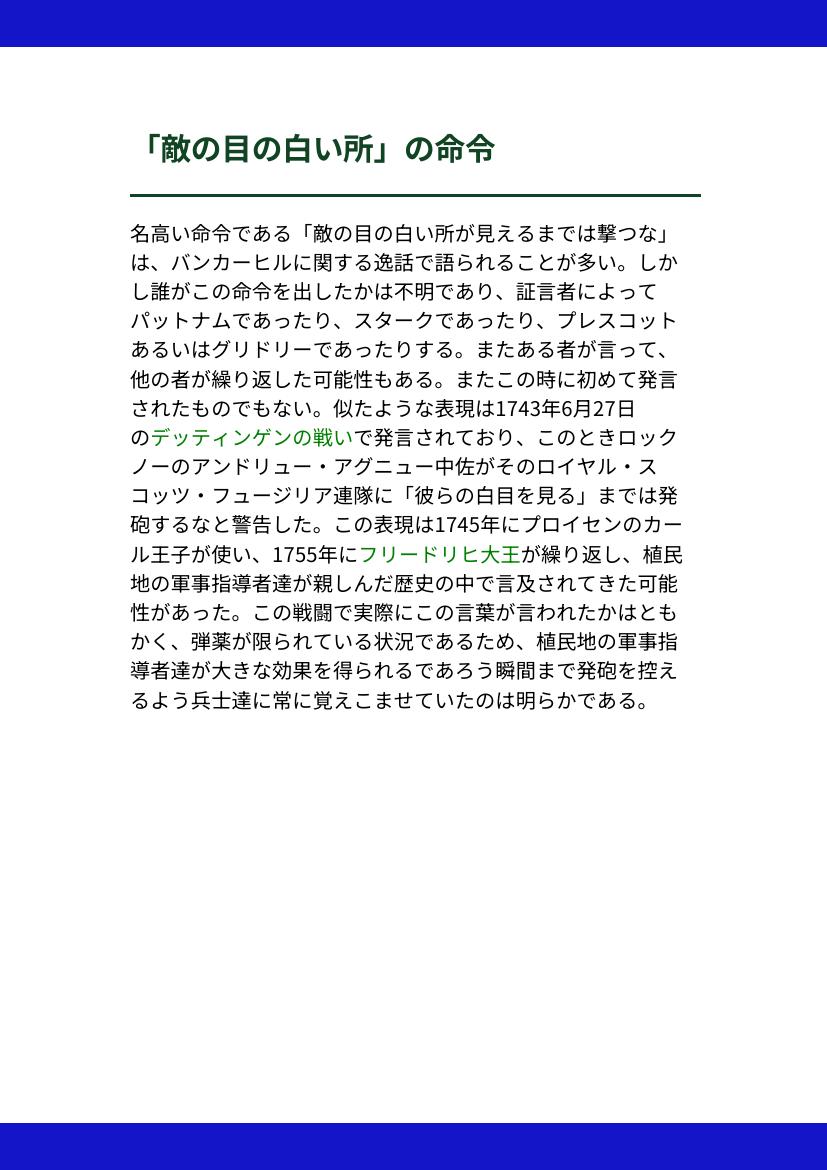 「敵の目の白い所」の命令
名高い命令である「敵の目の白い所が見えるまでは撃つな」
は、バンカーヒルに関する逸話で語られることが多い。しか
し誰がこの命令を出したかは不明であり、証言者によって
パットナムであったり、スタークであったり、プレスコット
あるいはグリドリーであったりする。またある者が言って、
他の者が繰り返した可能性もある。またこの時に初めて発言
されたものでもない。似たような表現は1743年6月27日
のデッティンゲンの戦いで発言されており、このときロック
ノーのアンドリュー・アグニュー中佐がそのロイヤル・ス
コッツ・フュージリア連隊に「彼らの白目を見る」までは発
砲するなと警告した。この表現は1745年にプロイセンのカー
ル王子が使い、1755年にフリードリヒ大王が繰り返し、植民
地の軍事指導者達が親しんだ歴史の中で言及されてきた可能
性があった。この戦闘で実際にこの言葉が言われたかはとも
かく、弾薬が限られている状況であるため、植民地の軍事指
導者達が大きな効果を得られるであろう瞬間まで発砲を控え
るよう兵士達に常に覚えこませていたのは明らかである。